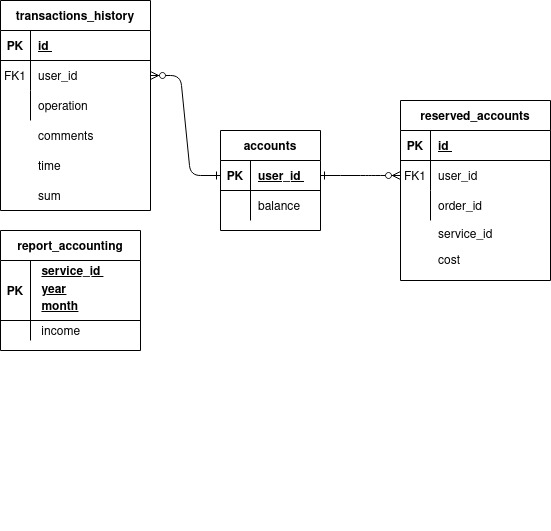 transactions_history
PK id
FK1 user_id
operation
comments
time
sum
accounts
PK user_id
balance
reserved_accounts
PK id
FK1 user_id
order_id
service_id
cost
report_accounting
service_id
PK year
month
income